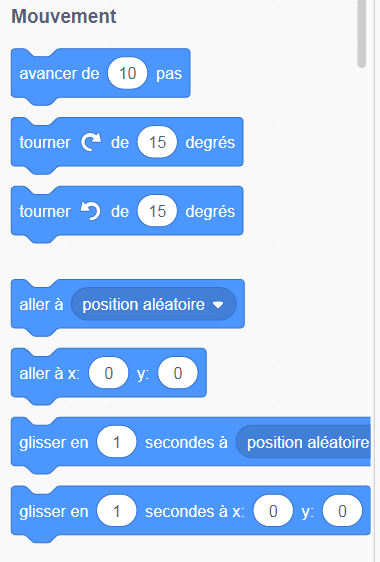 Mouvement
avancer de 10 pas
tourner de 15 degrés
tourner de 15 degrés
aller à position aléatoire
aller à x: 0 y: 0
glisser en 1 secondes à position aléatoire
glisser en 1 secondes à x: 0 y: 0